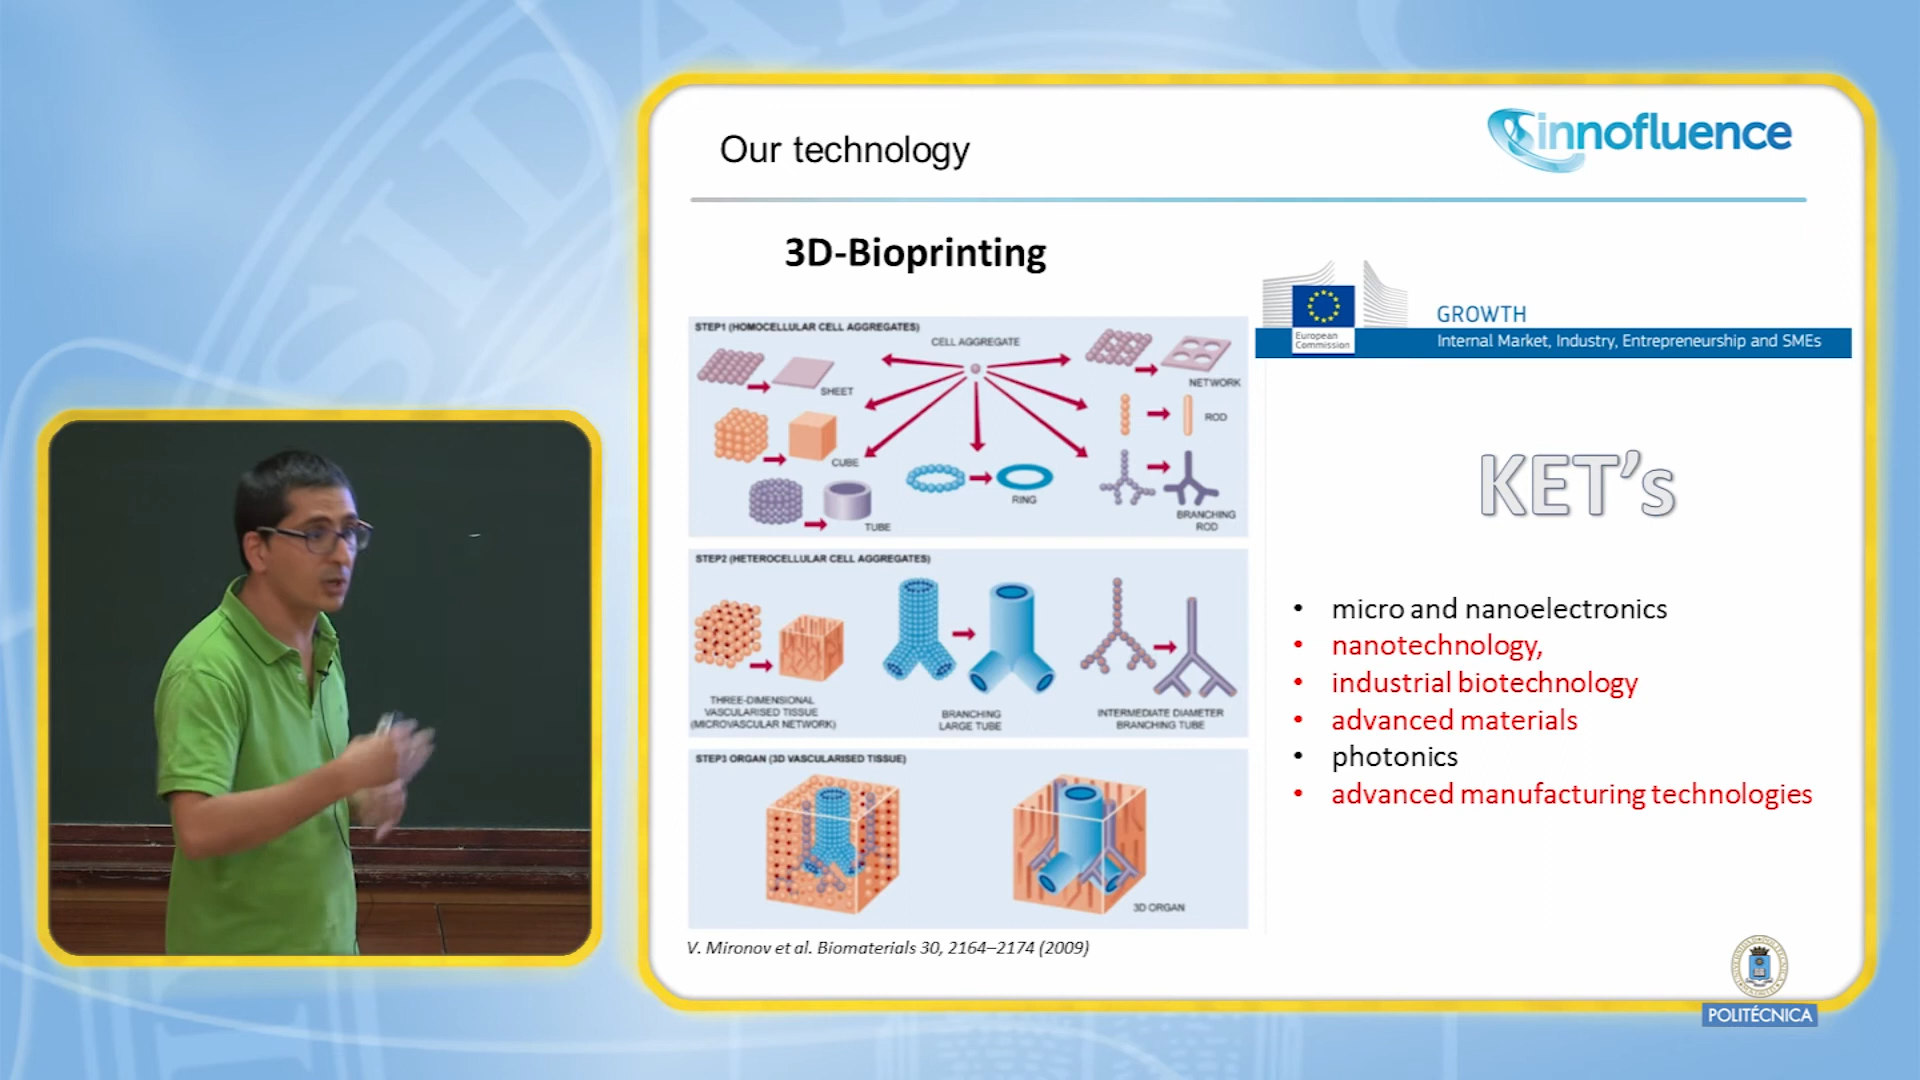 Our technology
innofluence
3D-Bioprinting
STEP1 (HOMOCELLULAR CELL AGGREGATES)
CELL AGGREGATE
SHEET
NETWORK
CUBE
ROD
RING
TUBE
BRANCHING
ROD
STEP2 (HETEROCELLULAR CELL AGGREGATES)
THREE-DIMENSIONAL
VASCULARISED TISSUE
(MICROVASCULAR NETWORK)
BRANCHING
LARGE TUBE
INTERMEDIATE DIAMETER
BRANCHING TUBE
STEP3 ORGAN (3D VASCULARISED TISSUE)
3D ORGAN
V. Mironov et al. Biomaterials 30, 2164–2174 (2009)
European
Commission
GROWTH
Internal Market, Industry, Entrepreneurship and SMEs
KET's
• micro and nanoelectronics
• nanotechnology,
• industrial biotechnology
• advanced materials
• photonics
• advanced manufacturing technologies
POLITÉCNICA